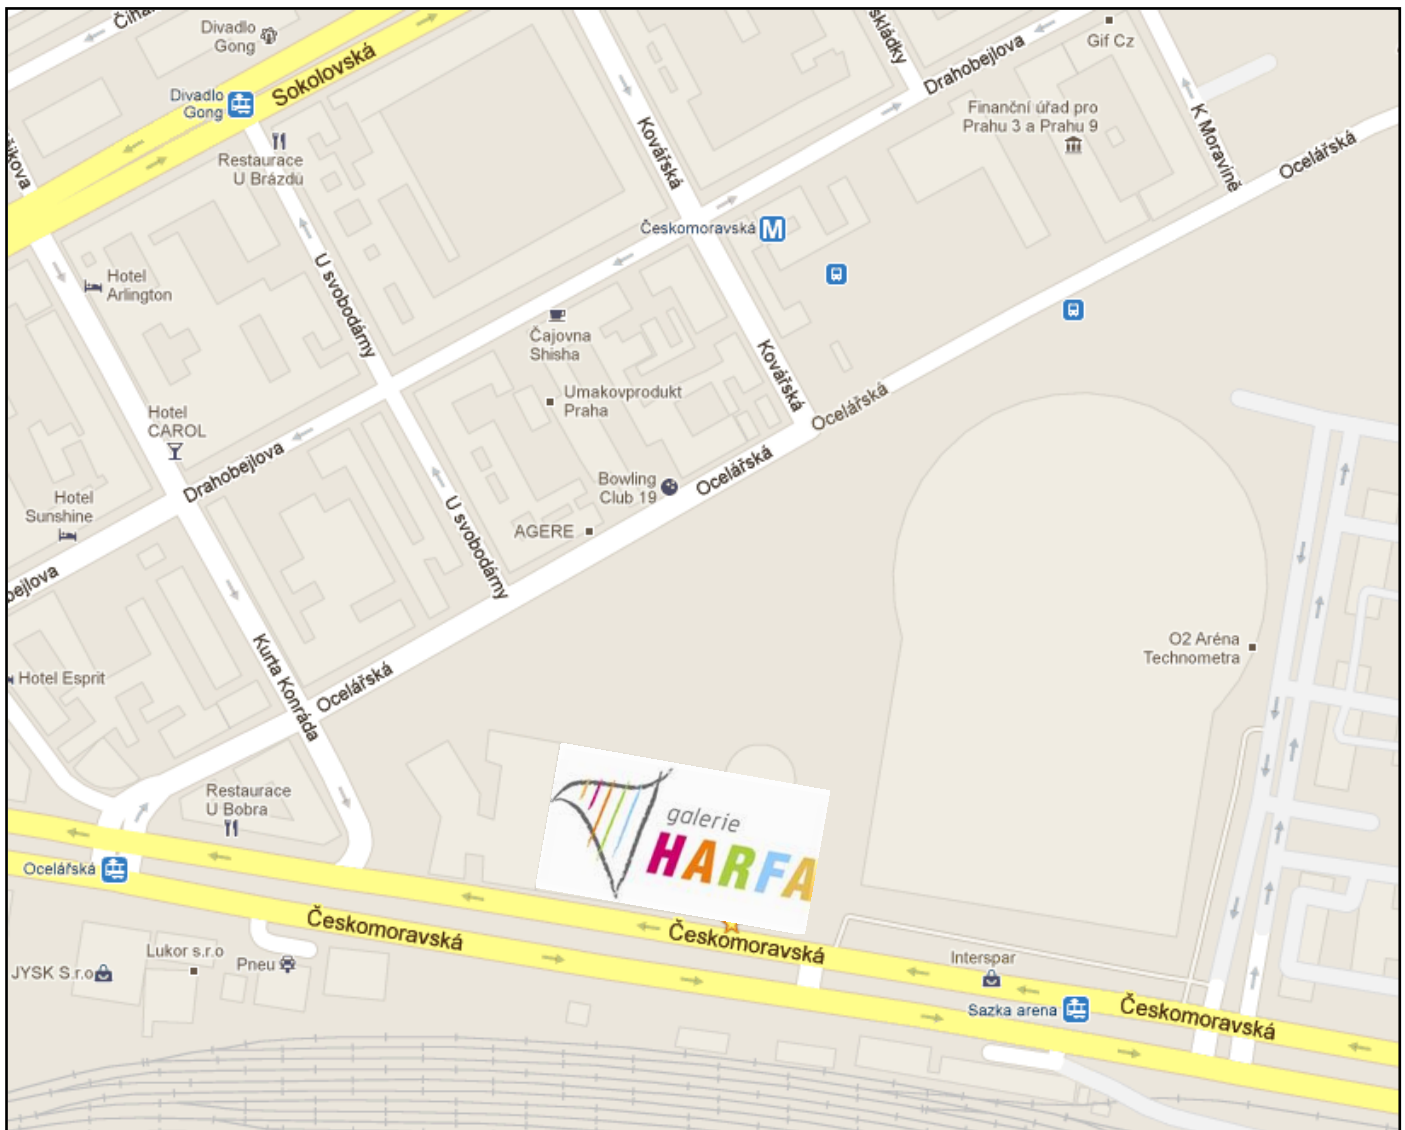 Divadlo
Gong
Sokolovská
Divadlo
Gong
Restaurace
U Brázdů
Kovářská
Drahobejlova
Gif Cz
Finanční úřad pro
Prahu 3 a Prahu 9
K Moravině
Ocelářská
Českomoravská M
Hotel
Arlington
U svobodárny
Čajovna
Shisha
Umakovprodukt
Praha
Kovářská
Ocelářská
Hotel
CAROL
Drahobejlova
Bowling
Club 19
Ocelářská
Hotel
Sunshine
AGERE
U svobodárny
bejlova
O2 Aréna
Technometra
Hotel Esprit
Kurta Konráda
Ocelářská
Restaurace
U Bobra
galerie
HARFA
Ocelářská
Českomoravská
Českomoravská
Lukor s.r.o
Pneu
JYSK S.r.o
Interspar
Sazka arena
Českomoravská